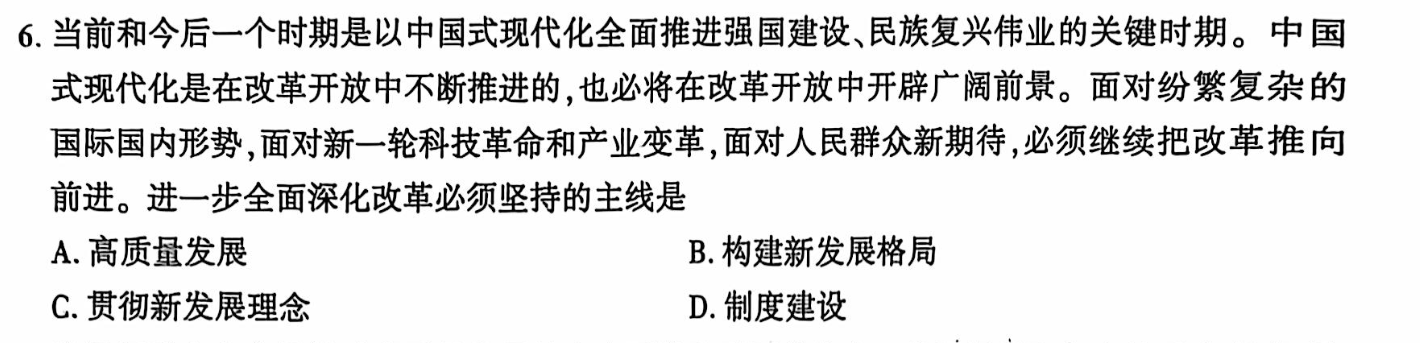 6. 当前和今后一个时期是以中国式现代化全面推进强国建设、民族复兴伟业的关键时期。中国
式现代化是在改革开放中不断推进的,也必将在改革开放中开辟广阔前景。面对纷繁复杂的
国际国内形势,面对新一轮科技革命和产业变革,面对人民群众新期待,必须继续把改革推向
前进。进一步全面深化改革必须坚持的主线是
A. 高质量发展
B. 构建新发展格局
C. 贯彻新发展理念
D. 制度建设